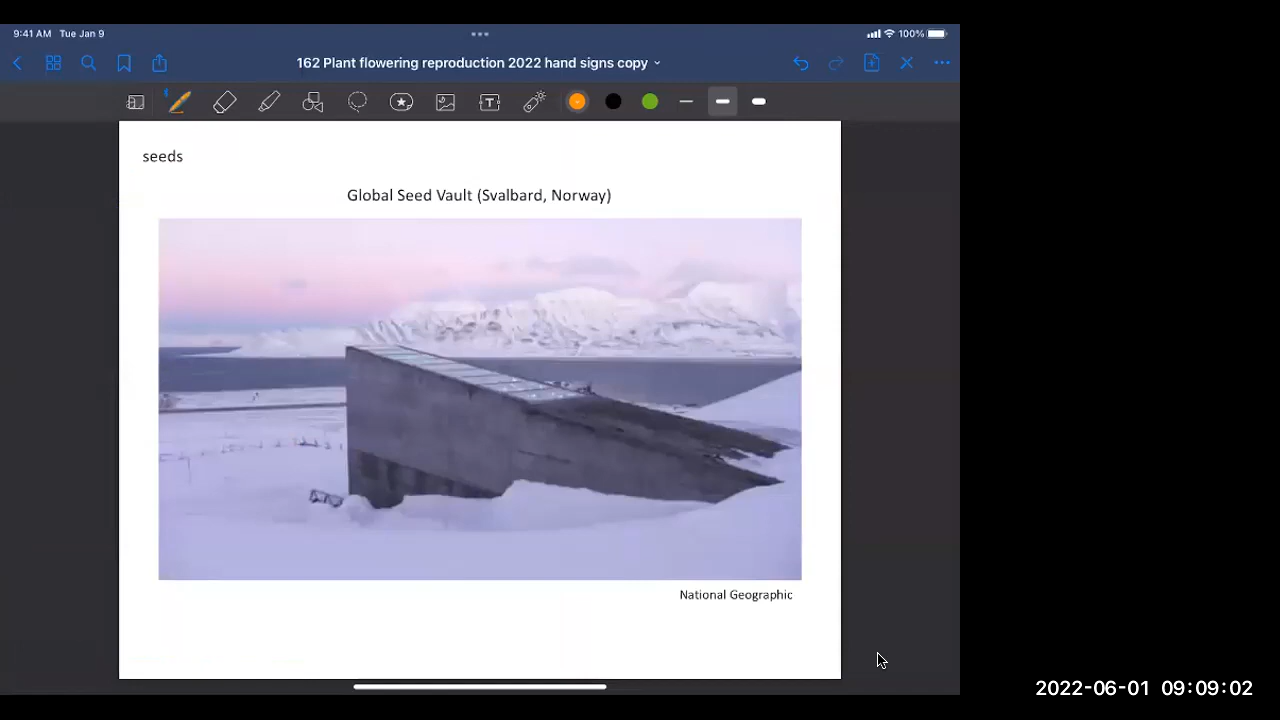 9:41 AM Tue Jan 9
100%
162 Plant flowering reproduction 2022 hand signs copy
seeds
Global Seed Vault (Svalbard, Norway)
National Geographic
2022-06-01 09:09:02